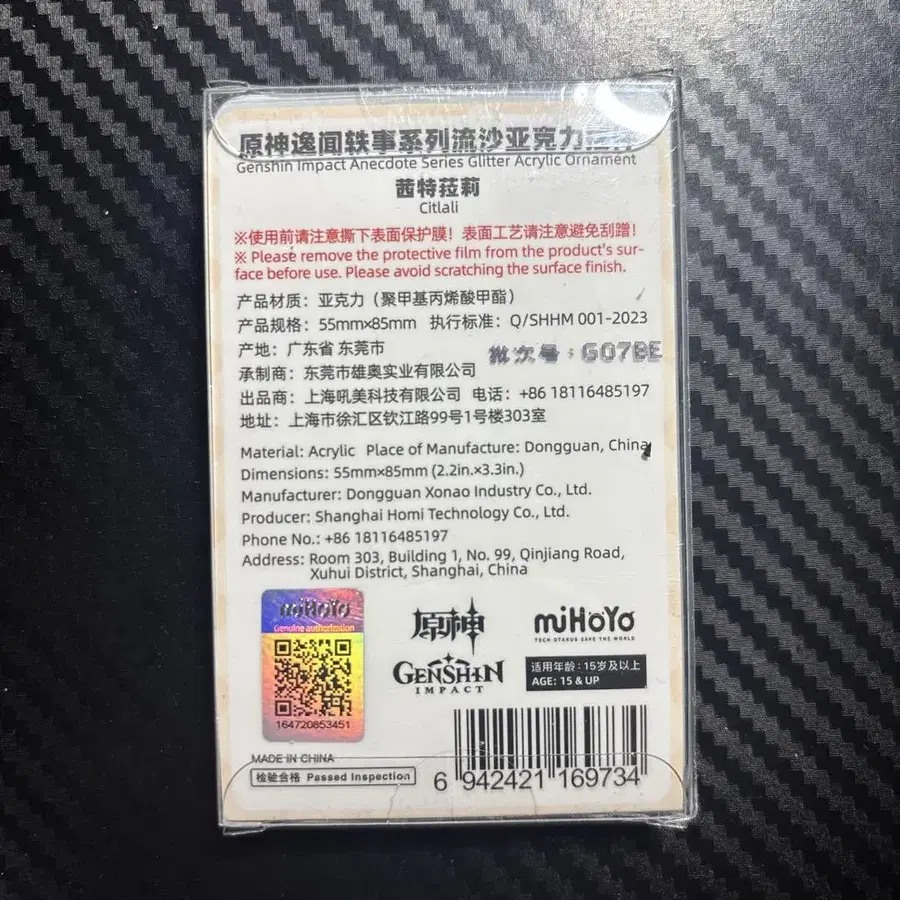 原神逸闻轶事系列流沙亚克力
Genshin Impact Anecdote Series Glitter Acrylic Ornament
茜特菈莉
Citlali
※使用前请注意撕下表面保护膜！表面工艺请注意避免刮蹭！
※ Please remove the protective film from the product's sur-
face before use. Please avoid scratching the surface finish.
产品材质：亚克力（聚甲基丙烯酸甲酯）
产品规格：55mm×85mm 执行标准：Q/SHHM 001-2023
产地：广东省 东莞市
批次号：G07BE
承制商：东莞市雄奥实业有限公司
出品商：上海吼美科技有限公司 电话：+86 18116485197
地址：上海市徐汇区钦江路99号1号楼303室
Material: Acrylic Place of Manufacture: Dongguan, China
Dimensions: 55mm×85mm (2.2in.×3.3in.)
Manufacturer: Dongguan Xonao Industry Co., Ltd.
Producer: Shanghai Homi Technology Co., Ltd.
Phone No.: +86 18116485197
Address: Room 303, Building 1, No. 99, Qinjiang Road,
Xuhui District, Shanghai, China
miHoYo
Genuine authorization
164720853451
原神
GENSHIN
IMPACT
miHoYo
TECH OTAKUS SAVE THE WORLD
适用年龄：15岁及以上
AGE: 15 & UP
MADE IN CHINA
检验合格 Passed Inspection
6 942421 169734